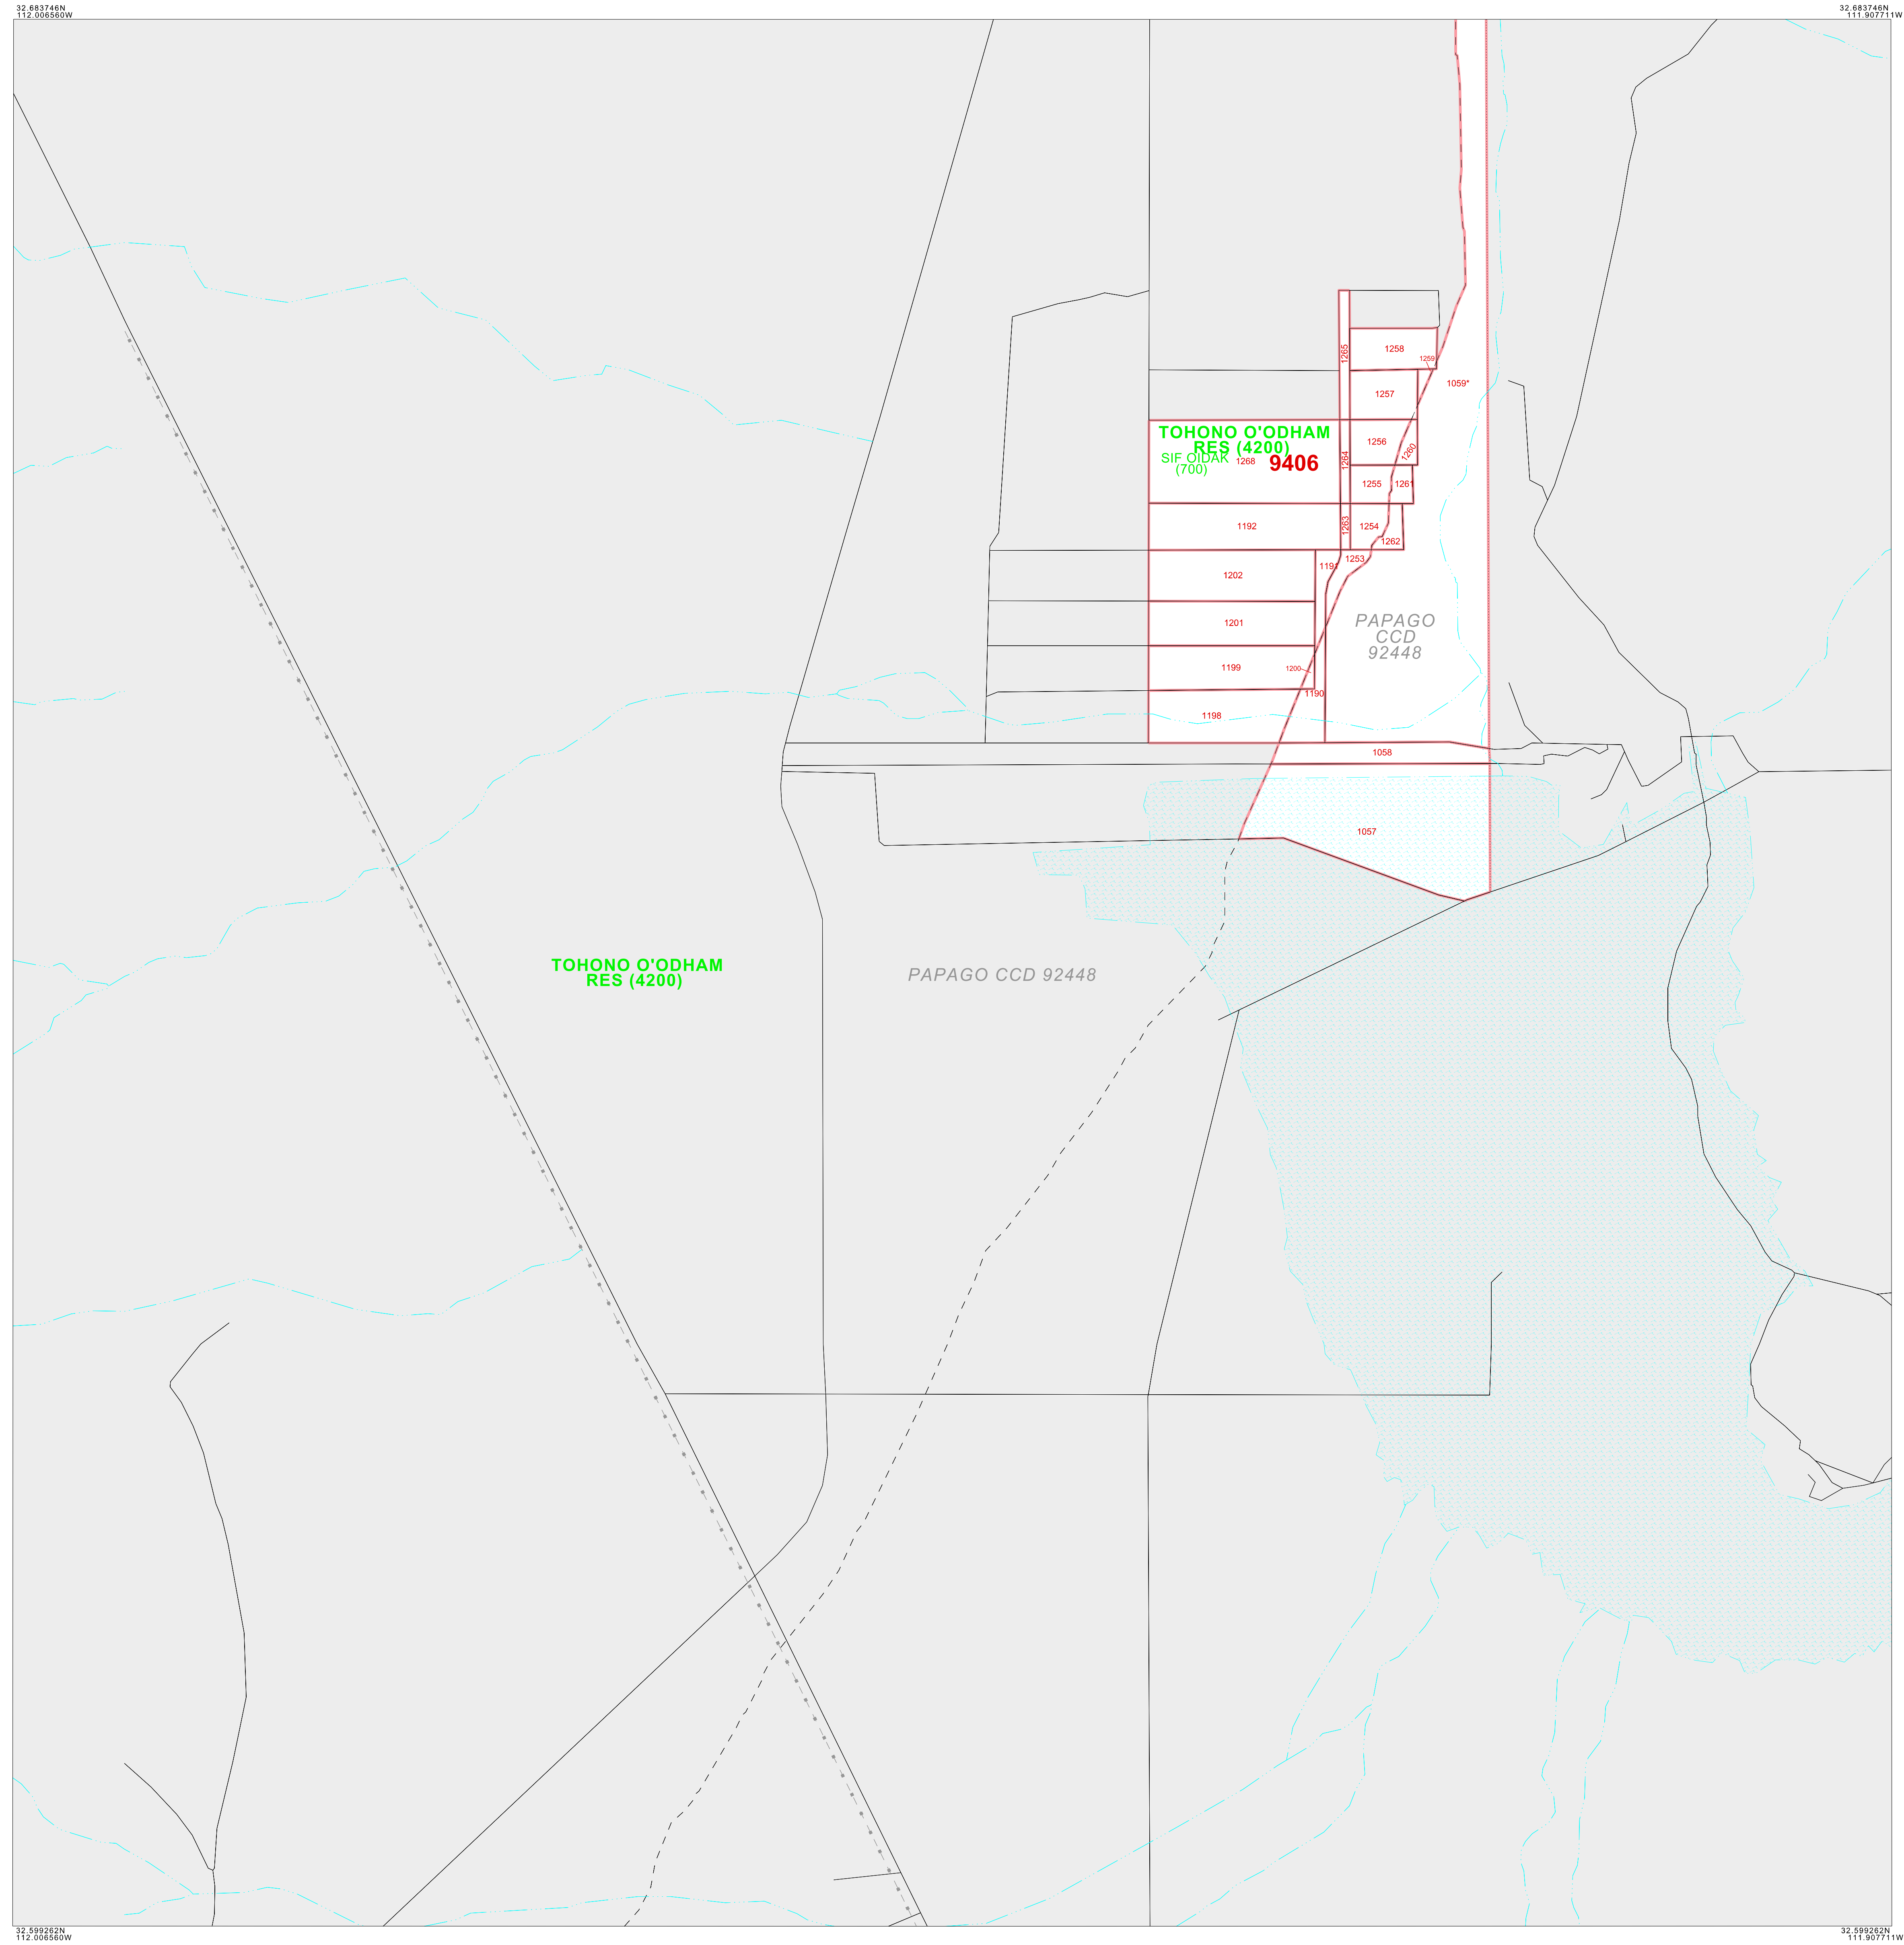 32.683746N
112.006560W
32.683746N
111.907711W
1265
1258
1259
1059*
1257
TOHONO O'ODHAM
RES (4200)
SIF OIDAK
(700)
1268
9406
1264
1256
1260
1255
1261
1192
1263
1254
1262
1253
1191
1202
1201
PAPAGO
CCD
92448
1199
1200
1190
1198
1058
1057
TOHONO O'ODHAM
RES (4200)
PAPAGO CCD 92448
32.599262N
112.006560W
32.599262N
111.907711W